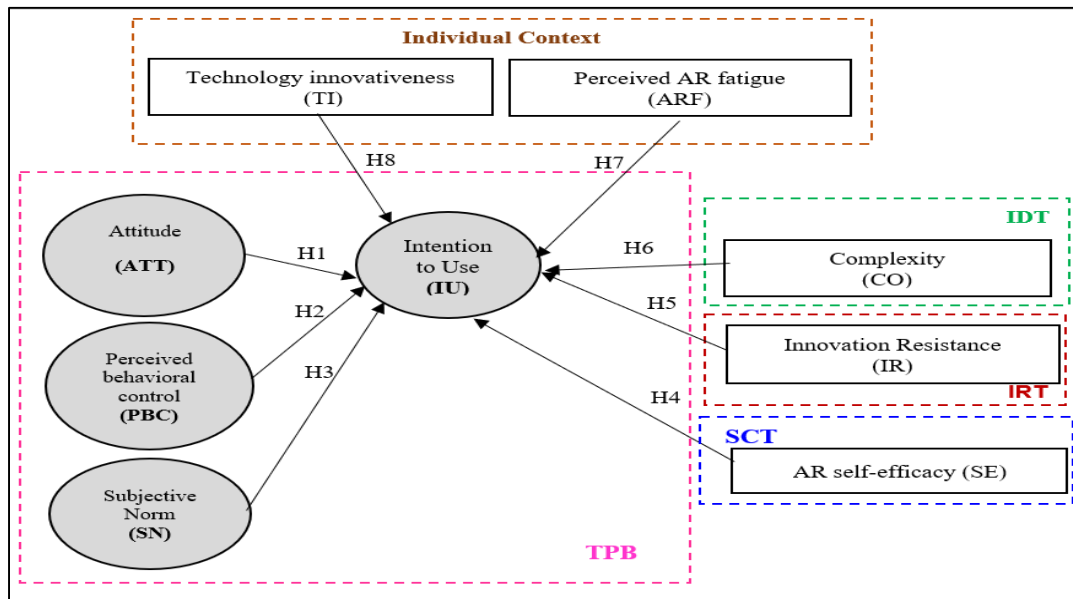 Individual Context
Technology innovativeness
(TI)
Perceived AR fatigue
(ARF)
H8
H7
Attitude
(ATT)
H1
Intention
to Use
(IU)
H6
IDT
Complexity
(CO)
H2
H5
Perceived
behavioral
control
(PBC)
H3
Innovation Resistance
(IR)
IRT
H4
SCT
AR self-efficacy (SE)
Subjective
Norm
(SN)
TPB